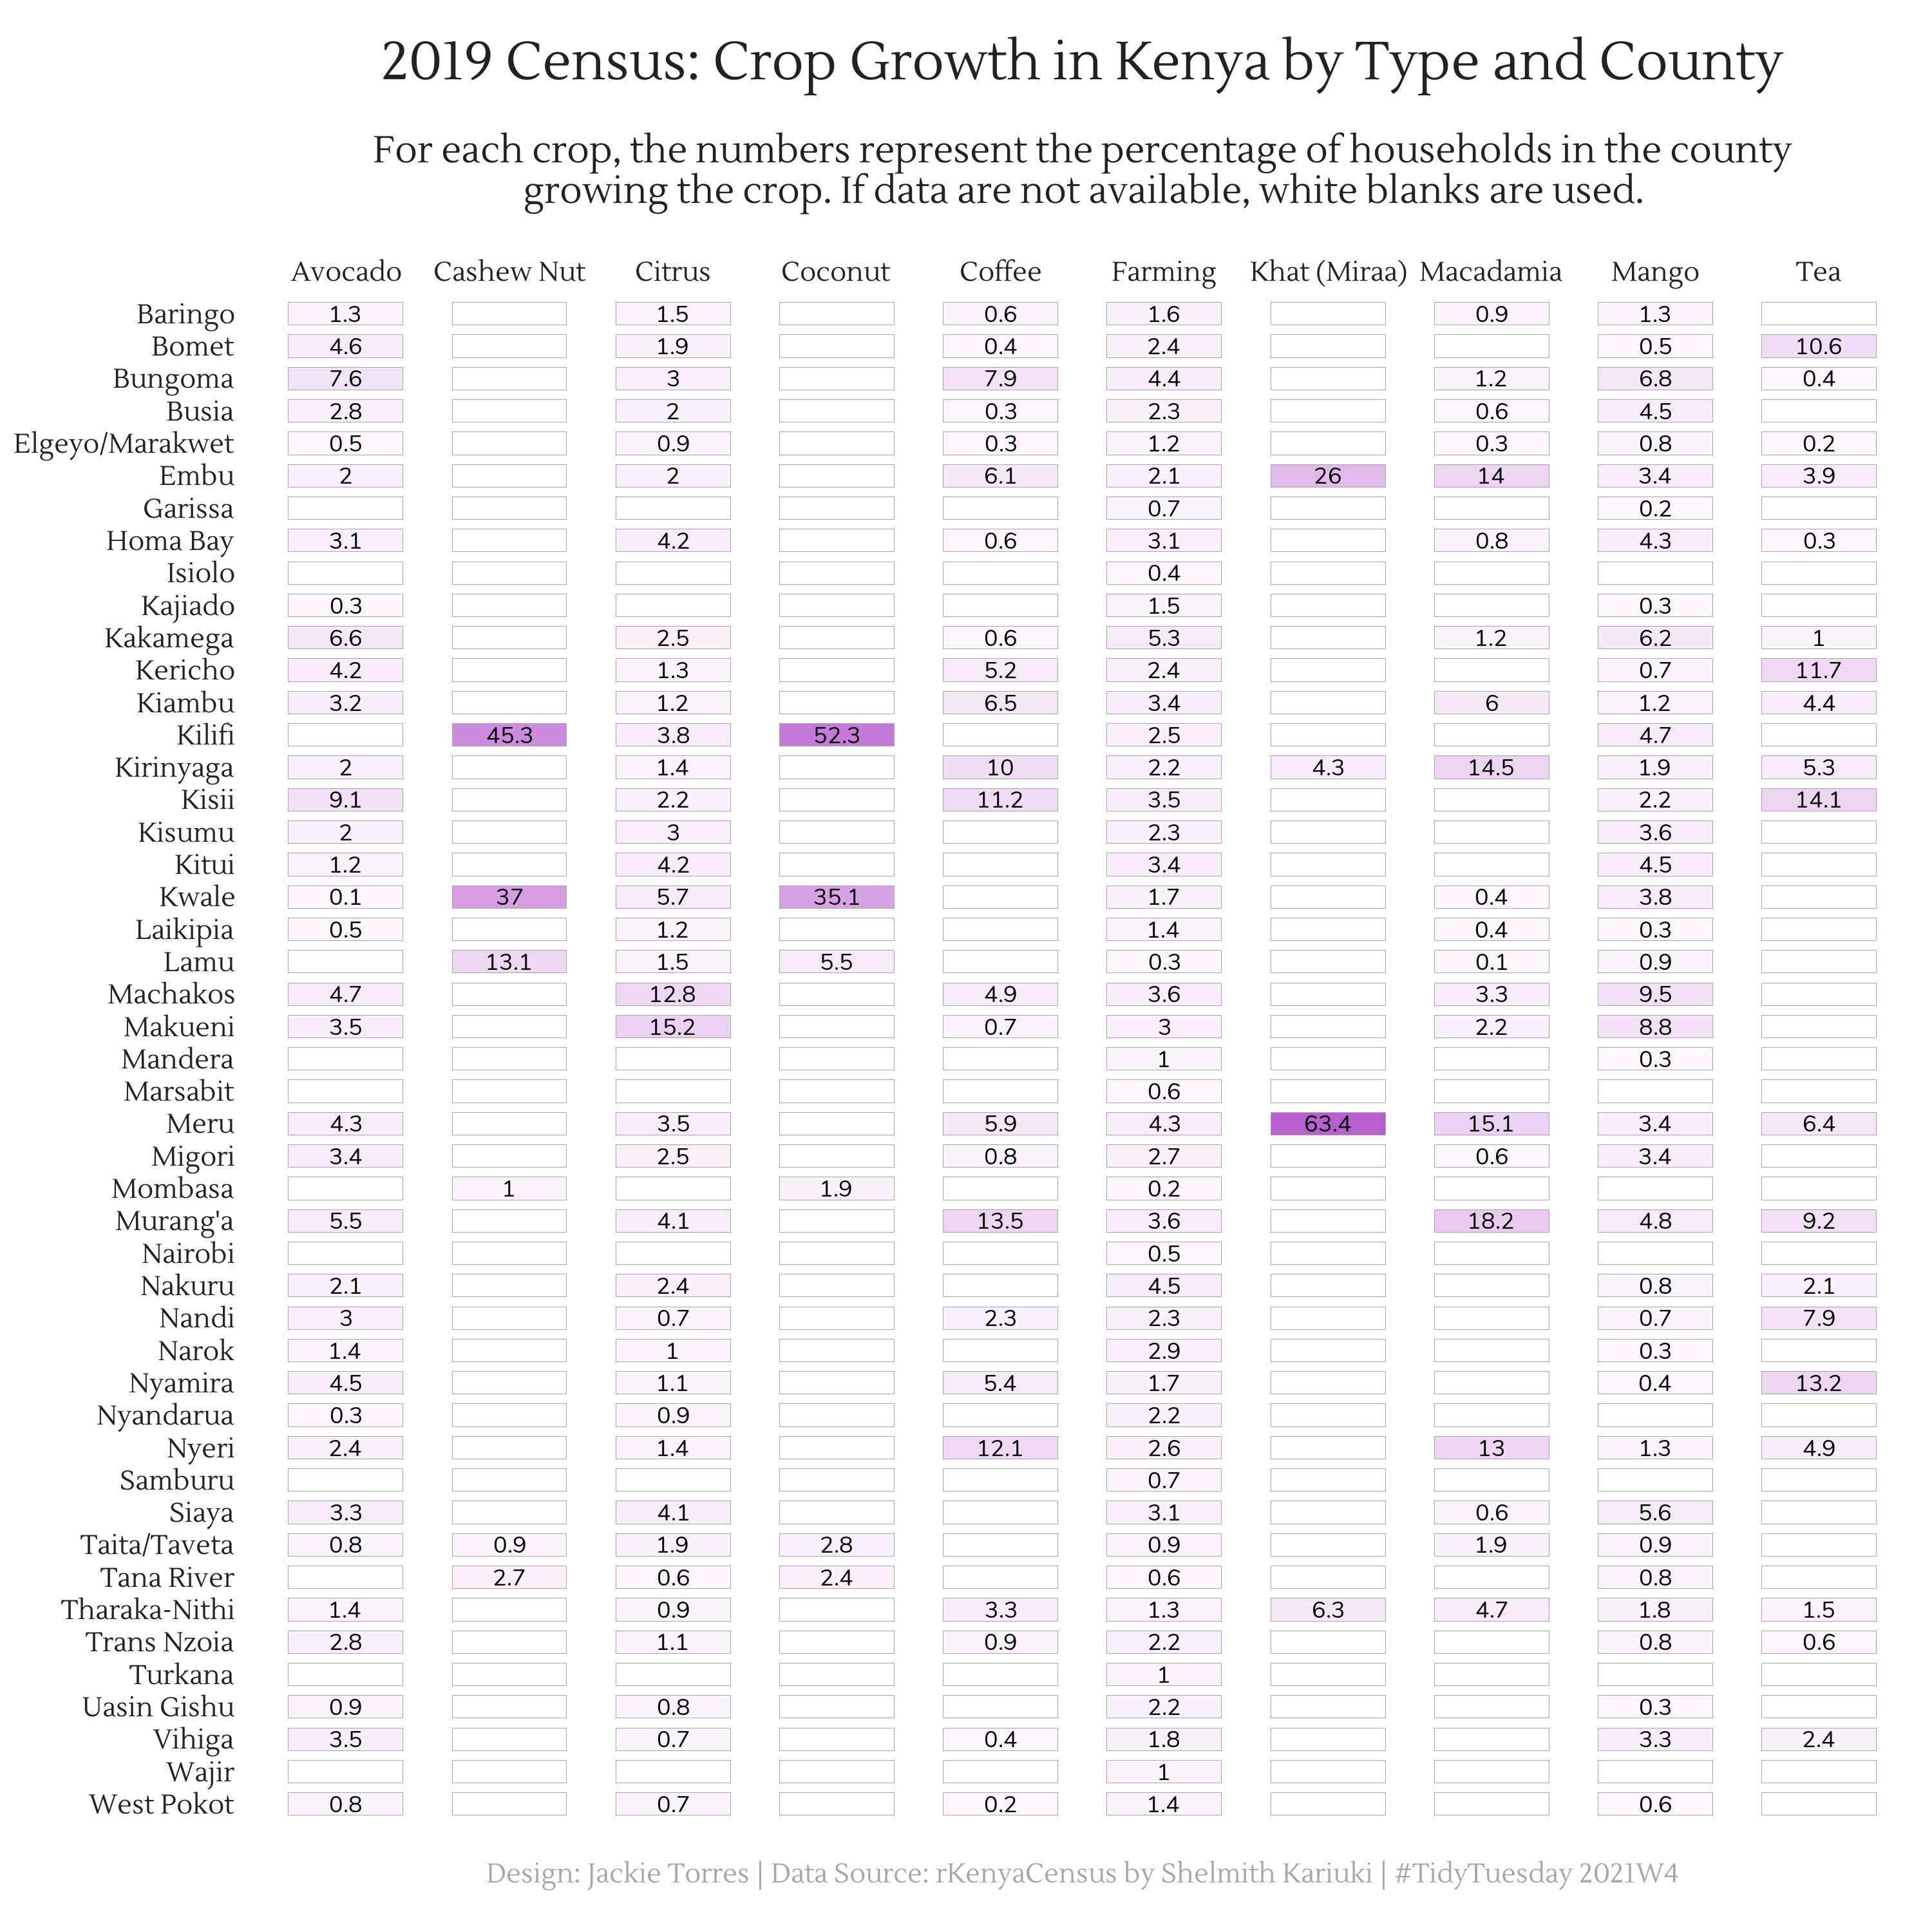 2019 Census: Crop Growth in Kenya by Type and County
For each crop, the numbers represent the percentage of households in the county
growing the crop. If data are not available, white blanks are used.
Avocado Cashew Nut Citrus Coconut Coffee Farming Khat (Miraa) Macadamia Mango Tea
Baringo 1.3 1.5 0.6 1.6 0.9 1.3
Bomet 4.6 1.9 0.4 2.4 0.5 10.6
Bungoma 7.6 3 7.9 4.4 1.2 6.8 0.4
Busia 2.8 2 0.3 2.3 0.6 4.5
Elgeyo/Marakwet 0.5 0.9 0.3 1.2 0.3 0.8 0.2
Embu 2 2 6.1 2.1 26 14 3.4 3.9
Garissa 0.7 0.2
Homa Bay 3.1 4.2 0.6 3.1 0.8 4.3 0.3
Isiolo 0.4
Kajiado 0.3 1.5 0.3
Kakamega 6.6 2.5 0.6 5.3 1.2 6.2 1
Kericho 4.2 1.3 5.2 2.4 0.7 11.7
Kiambu 3.2 1.2 6.5 3.4 6 1.2 4.4
Kilifi 45.3 3.8 52.3 2.5 4.7
Kirinyaga 2 1.4 10 2.2 4.3 14.5 1.9 5.3
Kisii 9.1 2.2 11.2 3.5 2.2 14.1
Kisumu 2 3 2.3 3.6
Kitui 1.2 4.2 3.4 4.5
Kwale 0.1 37 5.7 35.1 1.7 0.4 3.8
Laikipia 0.5 1.2 1.4 0.4 0.3
Lamu 13.1 1.5 5.5 0.3 0.1 0.9
Machakos 4.7 12.8 4.9 3.6 3.3 9.5
Makueni 3.5 15.2 0.7 3 2.2 8.8
Mandera 1 0.3
Marsabit 0.6
Meru 4.3 3.5 5.9 4.3 63.4 15.1 3.4 6.4
Migori 3.4 2.5 0.8 2.7 0.6 3.4
Mombasa 1 1.9 0.2
Murang'a 5.5 4.1 13.5 3.6 18.2 4.8 9.2
Nairobi 0.5
Nakuru 2.1 2.4 4.5 0.8 2.1
Nandi 3 0.7 2.3 2.3 0.7 7.9
Narok 1.4 1 2.9 0.3
Nyamira 4.5 1.1 5.4 1.7 0.4 13.2
Nyandarua 0.3 0.9 2.2
Nyeri 2.4 1.4 12.1 2.6 13 1.3 4.9
Samburu 0.7
Siaya 3.3 4.1 3.1 0.6 5.6
Taita/Taveta 0.8 0.9 1.9 2.8 0.9 1.9 0.9
Tana River 2.7 0.6 2.4 0.6 0.8
Tharaka-Nithi 1.4 0.9 3.3 1.3 6.3 4.7 1.8 1.5
Trans Nzoia 2.8 1.1 0.9 2.2 0.8 0.6
Turkana 1
Uasin Gishu 0.9 0.8 2.2 0.3
Vihiga 3.5 0.7 0.4 1.8 3.3 2.4
Wajir 1
West Pokot 0.8 0.7 0.2 1.4 0.6
Design: Jackie Torres | Data Source: rKenyaCensus by Shelmith Kariuki | #TidyTuesday 2021W4